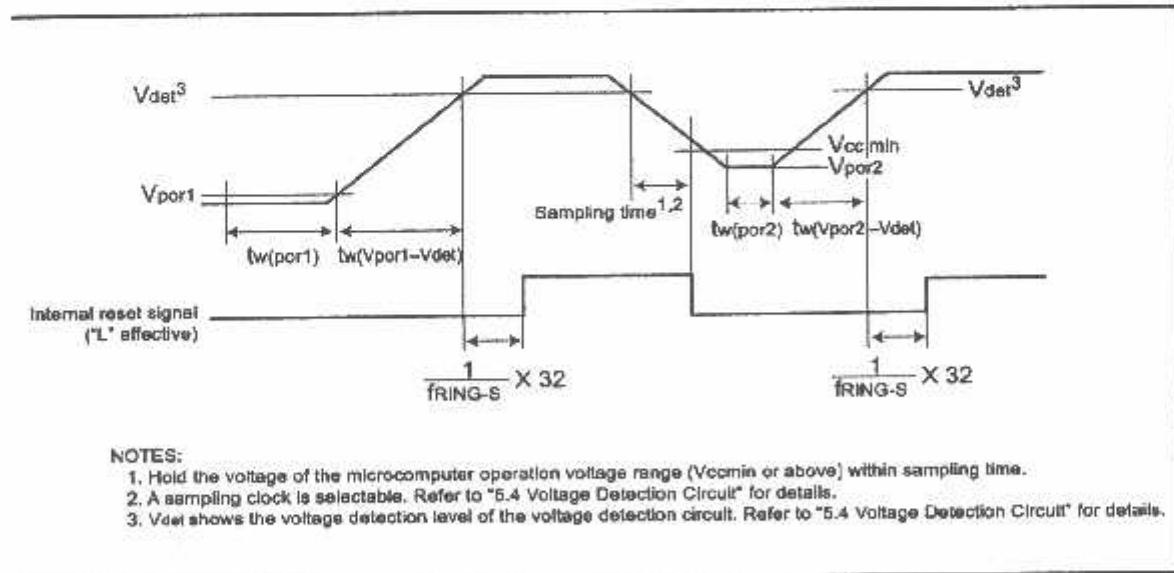 Vdet3
Vdet3
Vcc min
Vpor2
Vpor1
Sampling time1,2
tw(por1) tw(Vpor1–Vdet)
tw(por2) tw(Vpor2–Vdet)
Internal reset signal
("L" effective)
1
fRING-S
X 32
1
fRING-S
X 32
NOTES:
1. Hold the voltage of the microcomputer operation voltage range (Vccmin or above) within sampling time.
2. A sampling clock is selectable. Refer to "5.4 Voltage Detection Circuit" for details.
3. Vdet shows the voltage detection level of the voltage detection circuit. Refer to "5.4 Voltage Detection Circuit" for details.